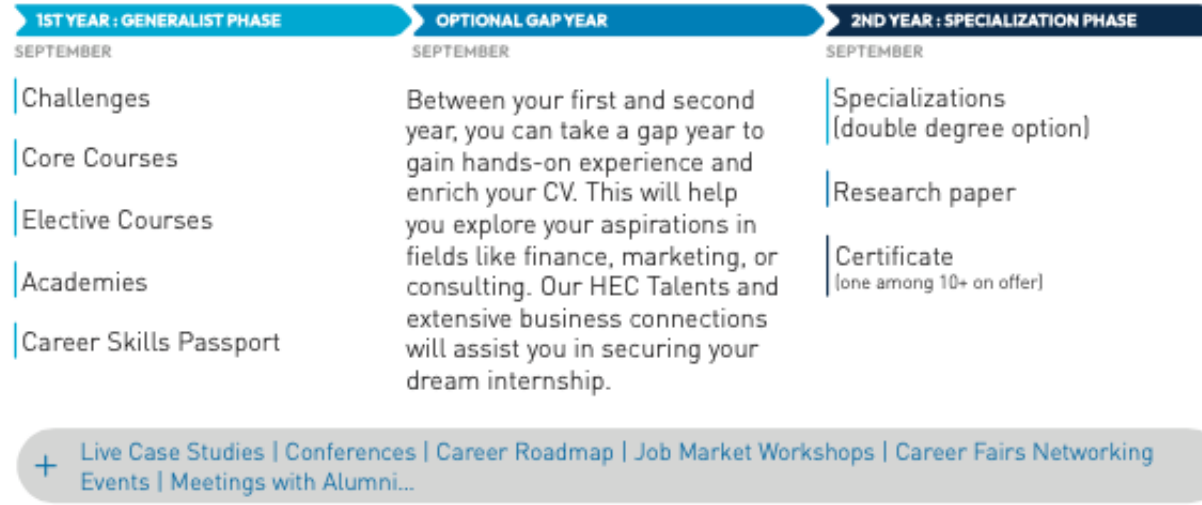 1ST YEAR : GENERALIST PHASE
SEPTEMBER
Challenges
Core Courses
Elective Courses
Academies
Career Skills Passport
OPTIONAL GAP YEAR
SEPTEMBER
Between your first and second
year, you can take a gap year to
gain hands-on experience and
enrich your CV. This will help
you explore your aspirations in
fields like finance, marketing, or
consulting. Our HEC Talents and
extensive business connections
will assist you in securing your
dream internship.
2ND YEAR : SPECIALIZATION PHASE
SEPTEMBER
Specializations
(double degree option)
Research paper
Certificate
(one among 10+ on offer)
+ Live Case Studies | Conferences | Career Roadmap | Job Market Workshops | Career Fairs Networking
Events | Meetings with Alumni...